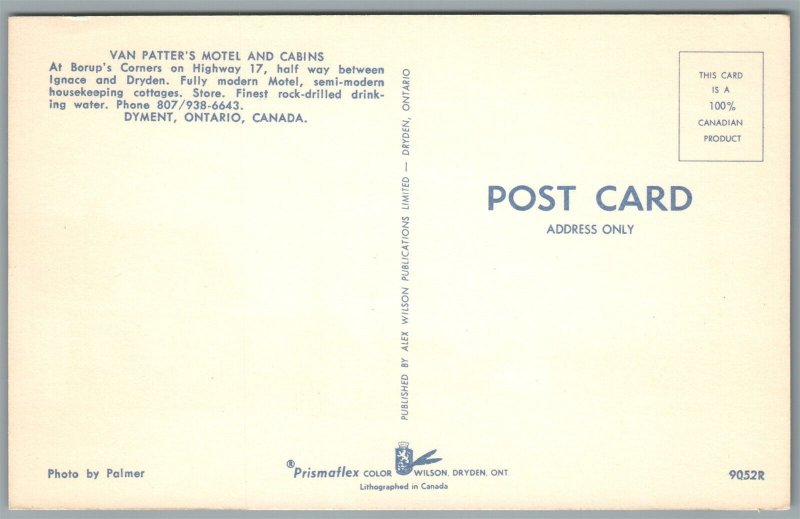 VAN PATTER'S MOTEL AND CABINS
At Borup's Corners on Highway 17, half way between
Ignace and Dryden. Fully modern Motel, semi-modern
housekeeping cottages. Store. Finest rock-drilled drink-
ing water. Phone 807/938-6643.
DYMENT, ONTARIO, CANADA.
PUBLISHED BY ALEX WILSON PUBLICATIONS LIMITED — DRYDEN, ONTARIO
THIS CARD
IS A
100%
CANADIAN
PRODUCT
POST CARD
ADDRESS ONLY
Photo by Palmer
®Prismaflex COLOR WILSON, DRYDEN, ONT.
Lithographed in Canada
9052R